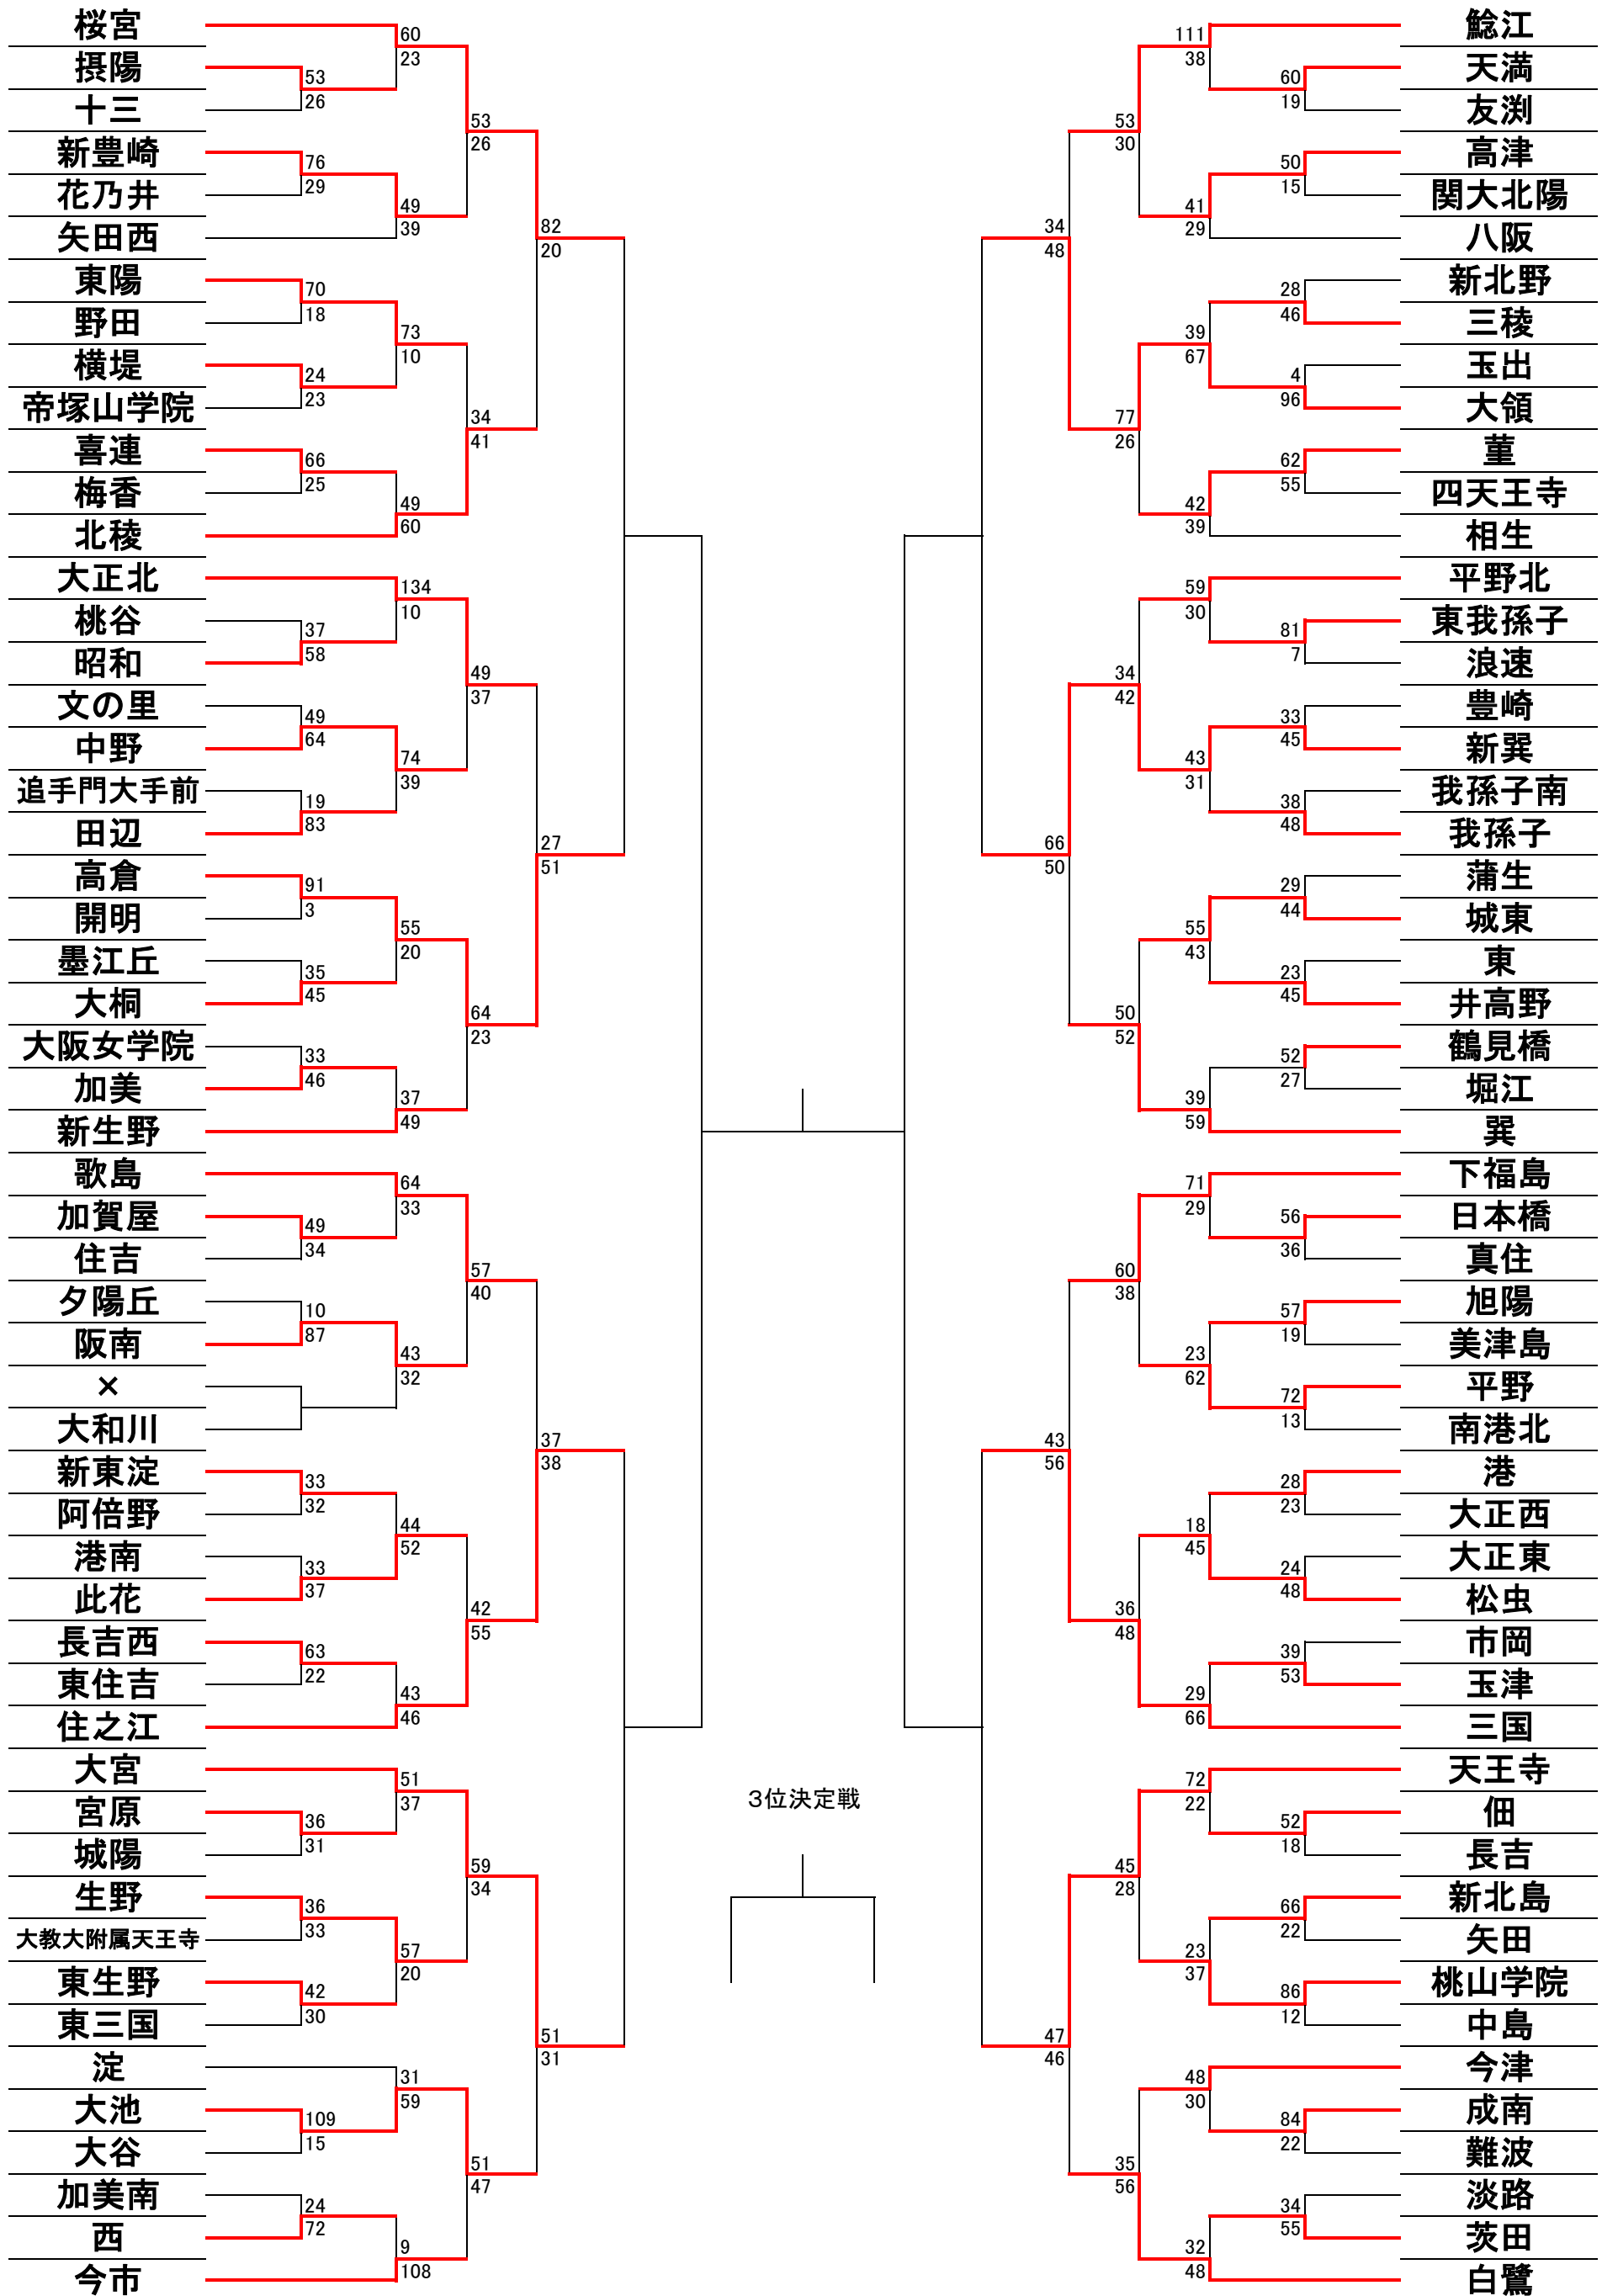 桜宮
摂陽
十三
新豊崎
花乃井
矢田西
東陽
野田
横堤
帝塚山学院
喜連
梅香
北稜
大正北
桃谷
昭和
文の里
中野
追手門大手前
田辺
高倉
開明
墨江丘
大桐
大阪女学院
加美
新生野
歌島
加賀屋
住吉
夕陽丘
阪南
×
大和川
新東淀
阿倍野
港南
此花
長吉西
東住吉
住之江
大宮
宮原
城陽
生野
大教大附属天王寺
東生野
東三国
淀
大池
大谷
加美南
西
今市
53
26
76
29
70
18
24
23
66
25
37
58
49
64
19
83
91
3
35
45
33
46
49
34
10
87
33
32
33
37
63
22
36
31
36
33
42
30
109
15
24
72
60
23
49
39
73
10
49
60
134
10
74
39
55
20
37
49
64
33
43
32
44
52
43
46
51
37
57
20
31
59
9
108
53
26
34
41
49
37
64
23
57
40
42
55
59
34
51
47
82
20
27
51
37
38
51
31
3位決定戦
34
48
66
50
43
56
47
46
53
30
77
26
34
42
50
52
60
38
36
48
45
28
35
56
111
38
41
29
39
67
42
39
59
30
43
31
55
43
39
59
71
29
23
62
18
45
29
66
72
22
23
37
48
30
32
48
60
19
50
15
28
46
4
96
62
55
81
7
33
45
38
48
29
44
23
45
52
27
56
36
57
19
72
13
28
23
24
48
39
53
52
18
66
22
86
12
84
22
34
55
鯰江
天満
友渕
高津
関大北陽
八阪
新北野
三稜
玉出
大領
菫
四天王寺
相生
平野北
東我孫子
浪速
豊崎
新巽
我孫子南
我孫子
蒲生
城東
東
井高野
鶴見橋
堀江
巽
下福島
日本橋
真住
旭陽
美津島
平野
南港北
港
大正西
大正東
松虫
市岡
玉津
三国
天王寺
佃
長吉
新北島
矢田
桃山学院
中島
今津
成南
難波
淡路
茨田
白鷺